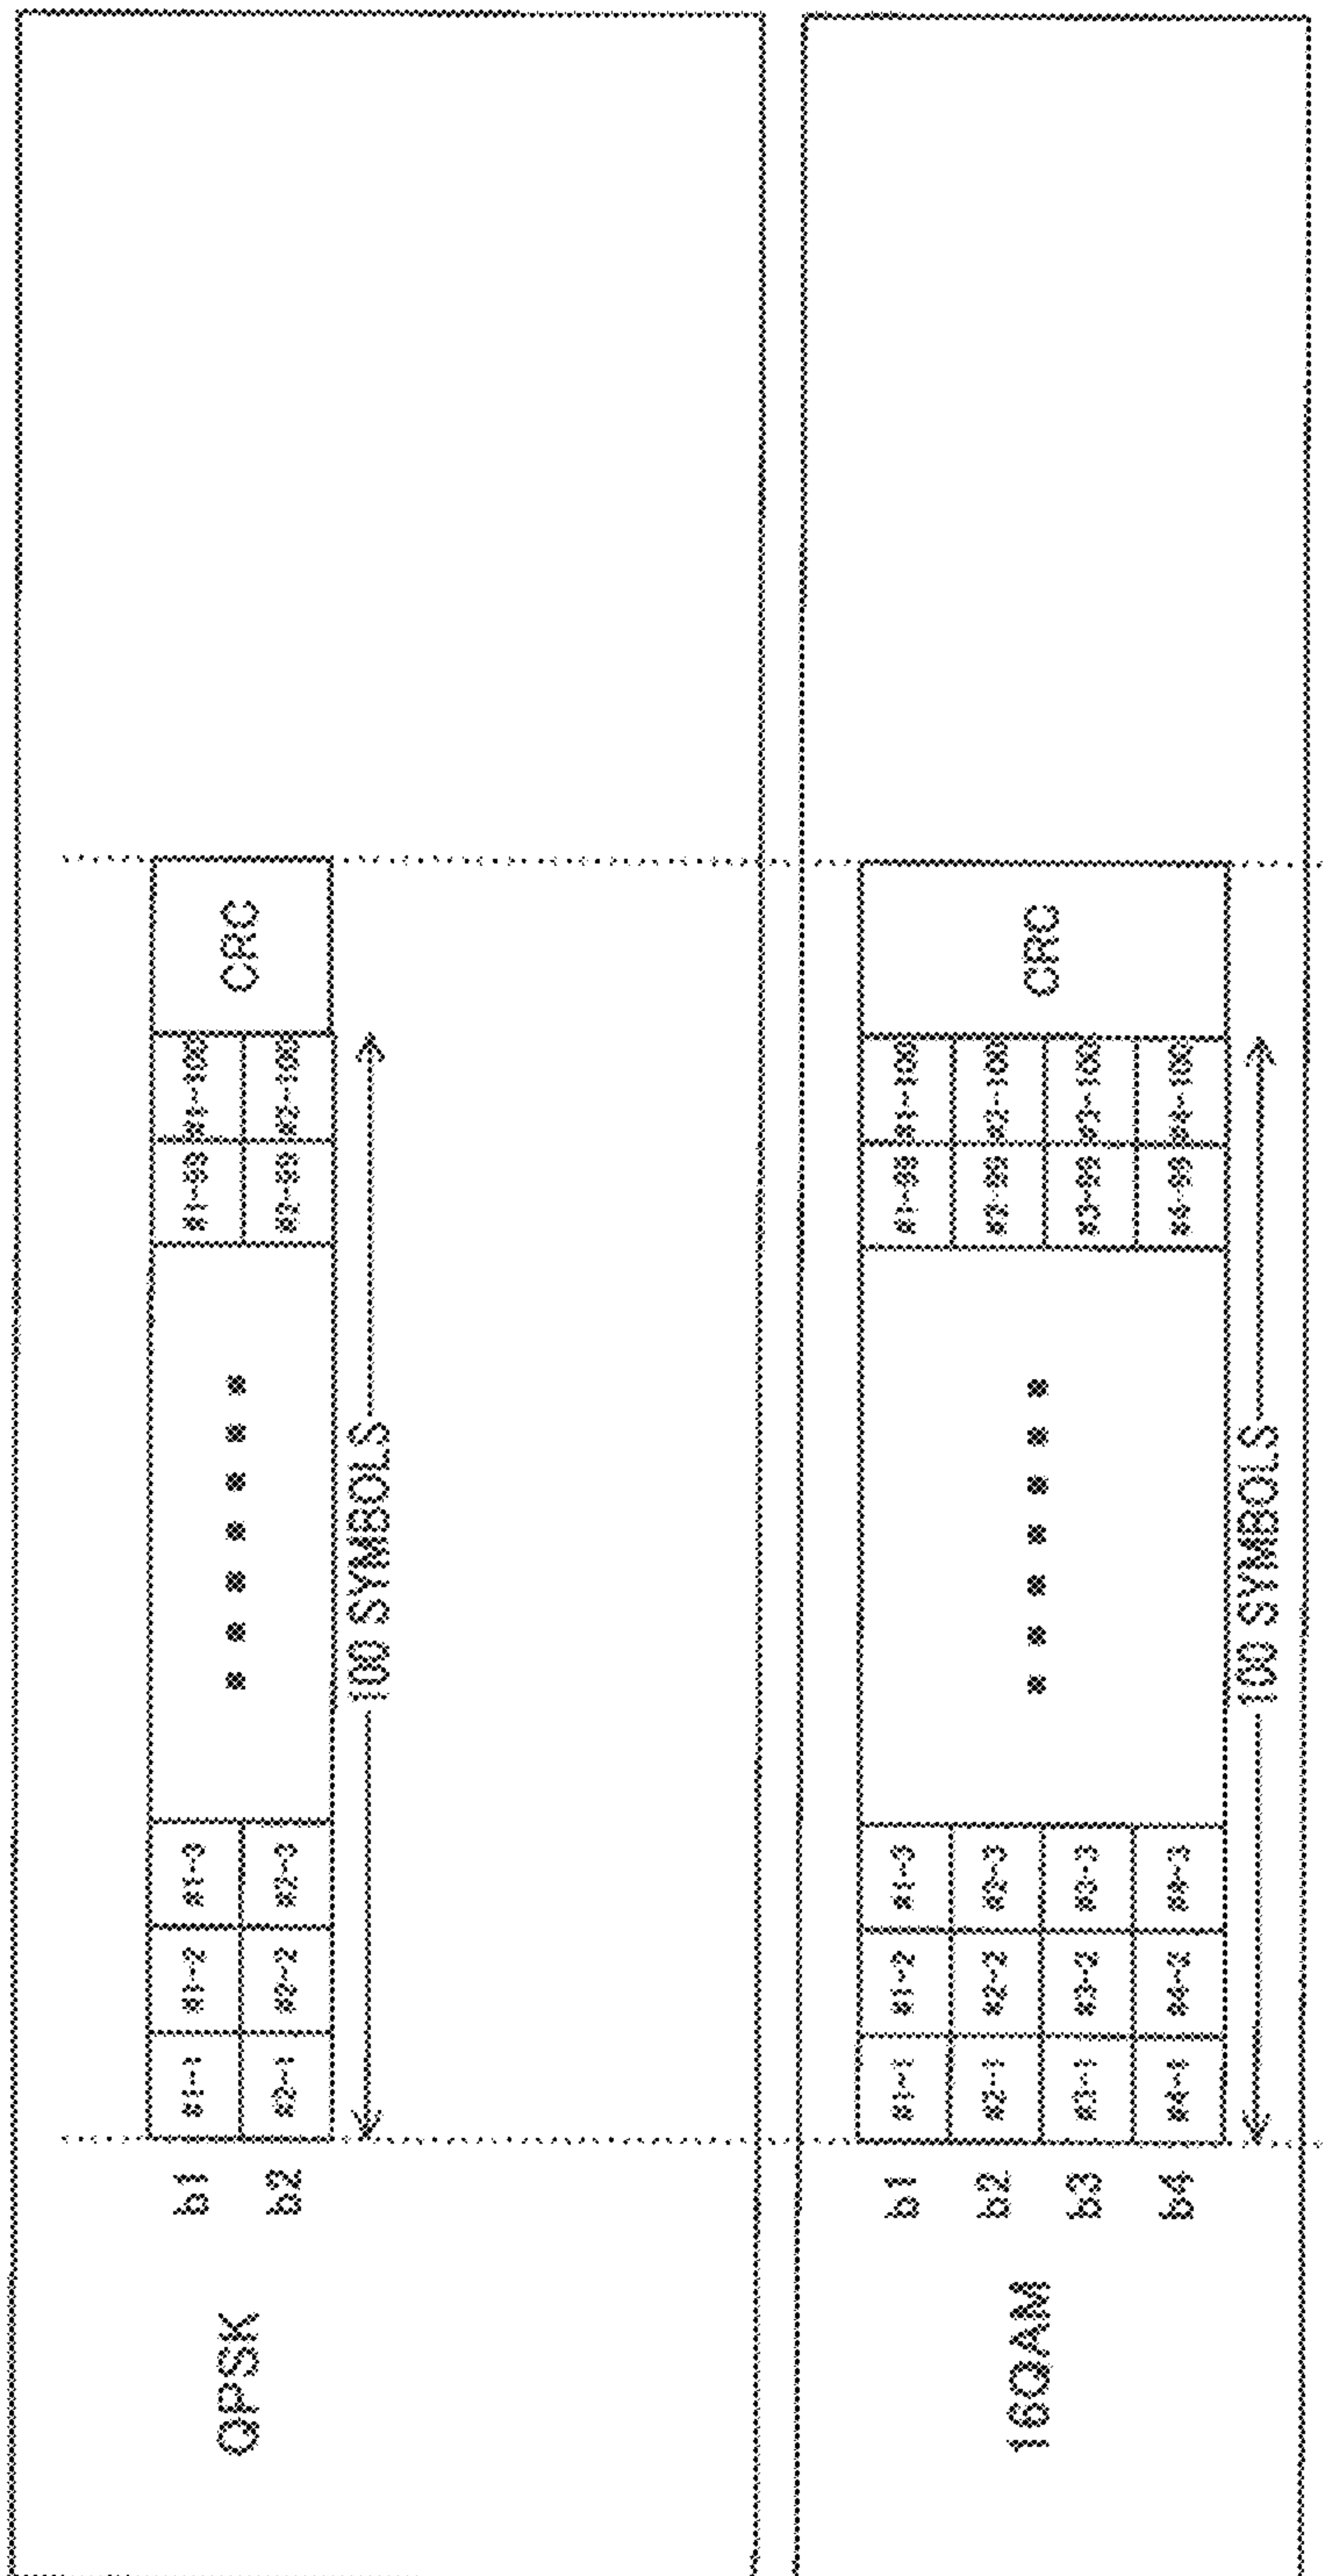 QPSK
b1 #1-1 #1-2 #1-3 #1-99 #1-100
b2 #2-1 #2-2 #2-3 #2-99 #2-100
CRC
100 SYMBOLS
16QAM
b1 #1-1 #1-2 #1-3 #1-99 #1-100
b2 #2-1 #2-2 #2-3 #2-99 #2-100
b3 #3-1 #3-2 #3-3 #3-99 #3-100
b4 #4-1 #4-2 #4-3 #4-99 #4-100
CRC
100 SYMBOLS